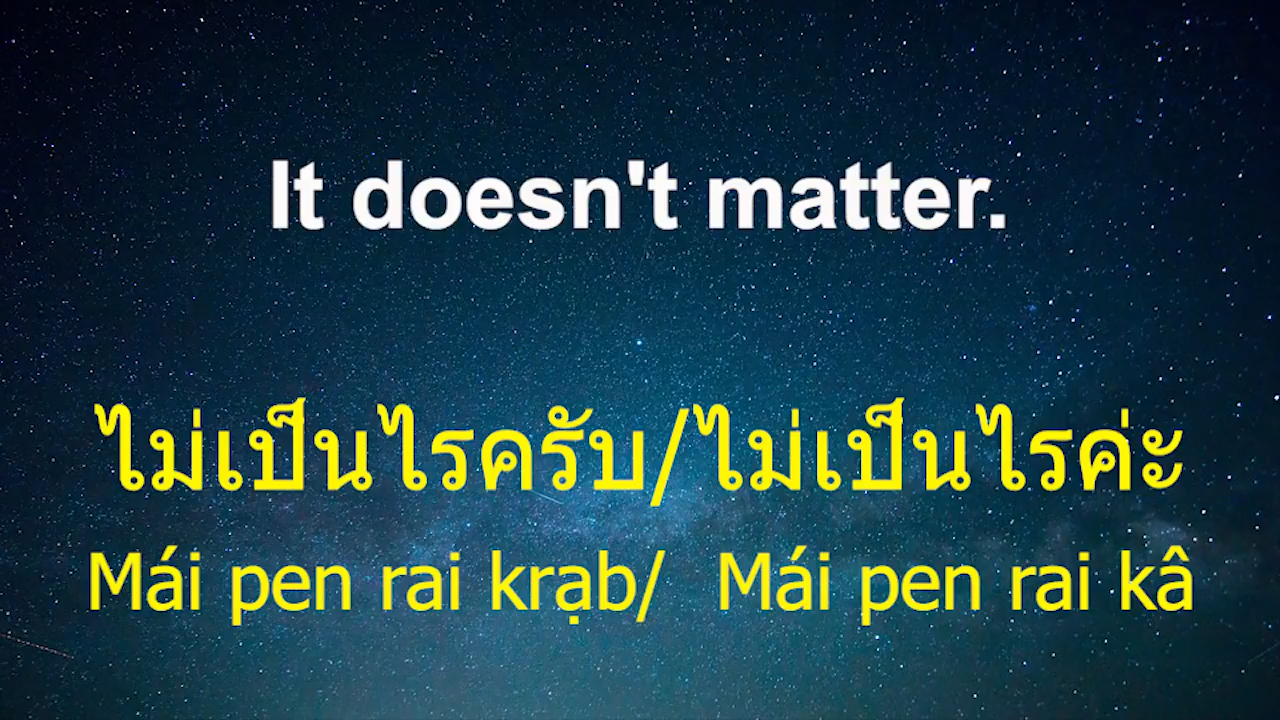 It doesn't matter.
ไม่เป็นไรครับ/ไม่เป็นไรค่ะ
Mái pen rai krạb/ Mái pen rai kâ